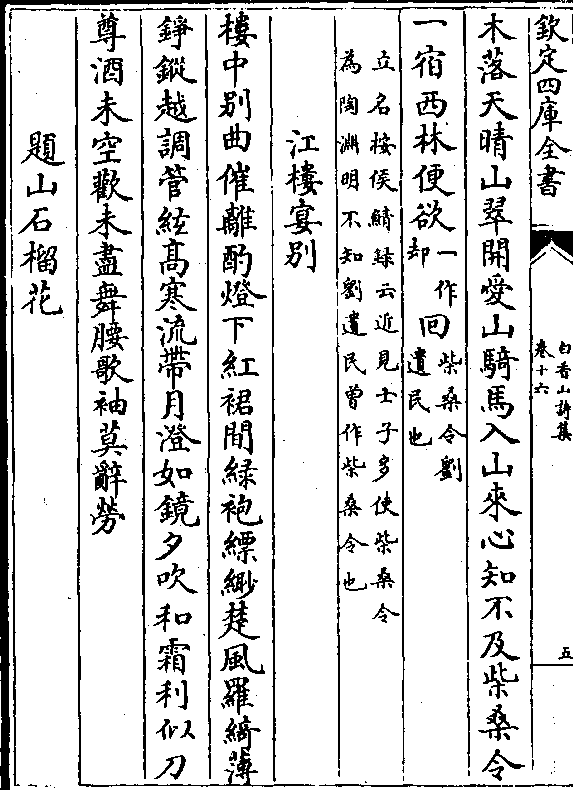 欽定四庫全書
白香山詩集
卷十六
五
木落天晴山翠開愛山騎馬入山來心知不及柴桑令
一宿西林便欲一作却回柴桑令劉遺民也
立名按侯鯖録云近見士子多使柴桑令
為陶淵明不知劉遺民曽作柴桑令也
江樓宴别
樓中别曲催離酌燈下紅裙間緑袍縹緲楚風羅綺薄
錚鏦越調管絃高寒流帶月澄如鏡夕吹和霜利似刀
尊酒未空歡未盡舞腰歌袖莫辭勞
題山石榴花